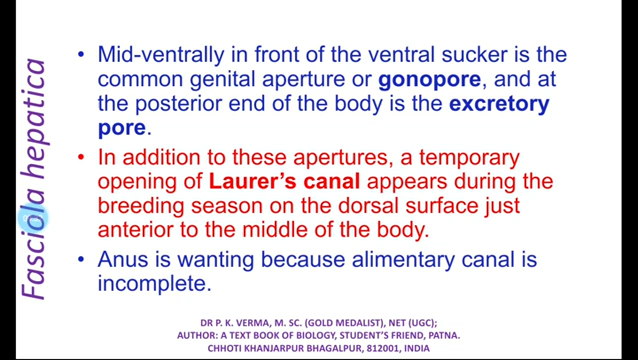 Fasciola hepatica
• Mid-ventrally in front of the ventral sucker is the
common genital aperture or gonopore, and at
the posterior end of the body is the excretory
pore.
• In addition to these apertures, a temporary
opening of Laurer’s canal appears during the
breeding season on the dorsal surface just
anterior to the middle of the body.
• Anus is wanting because alimentary canal is
incomplete.
DR P. K. VERMA, M. SC. (GOLD MEDALIST), NET (UGC);
AUTHOR: A TEXT BOOK OF BIOLOGY, STUDENT’S FRIEND, PATNA.
CHHOTI KHANJARPUR BHAGALPUR, 812001, INDIA